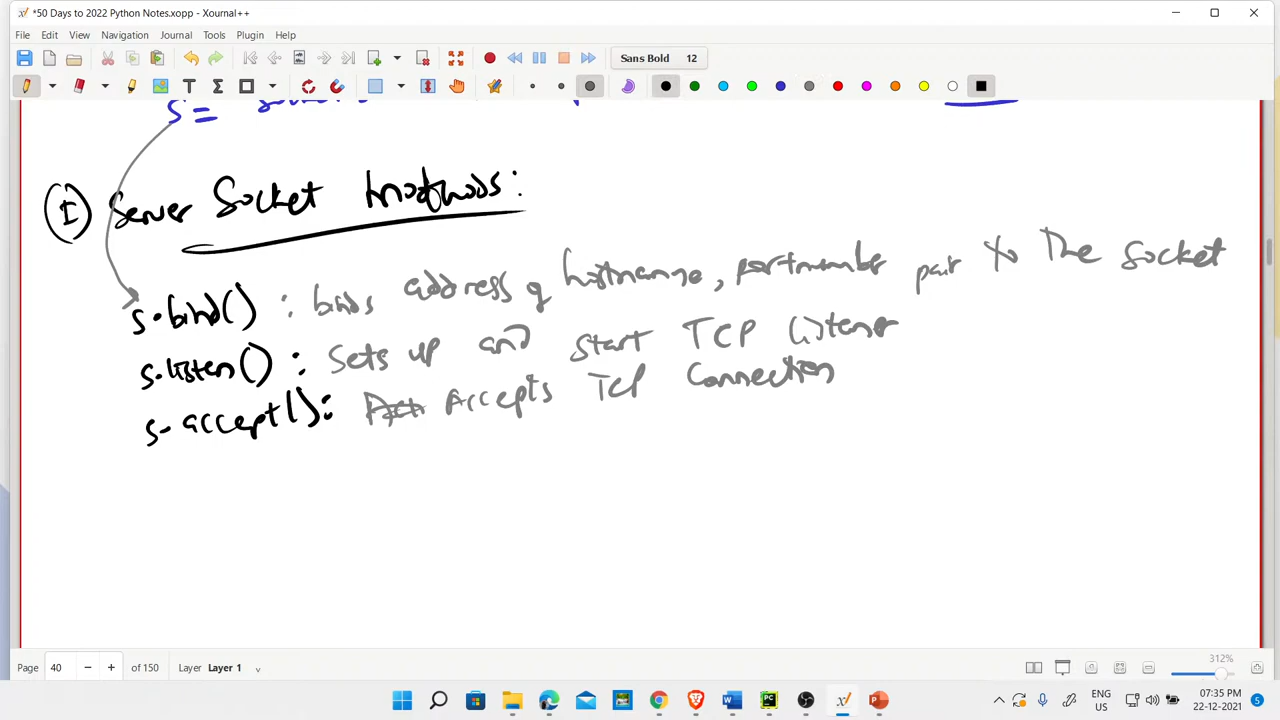 *50 Days to 2022 Python Notes.xopp - Xournal++
File Edit View Navigation Journal Tools Plugin Help
Sans Bold 12
s =
(I) Server Socket Methods:
s.bind() : binds address of hostname, portnumber pair to the socket
s.listen() : Sets up and start TCP listener
s.accept(): Accepts TCP connection
Page 40 of 150 Layer Layer 1 312%
ENG US 07:35 PM 22-12-2021 5